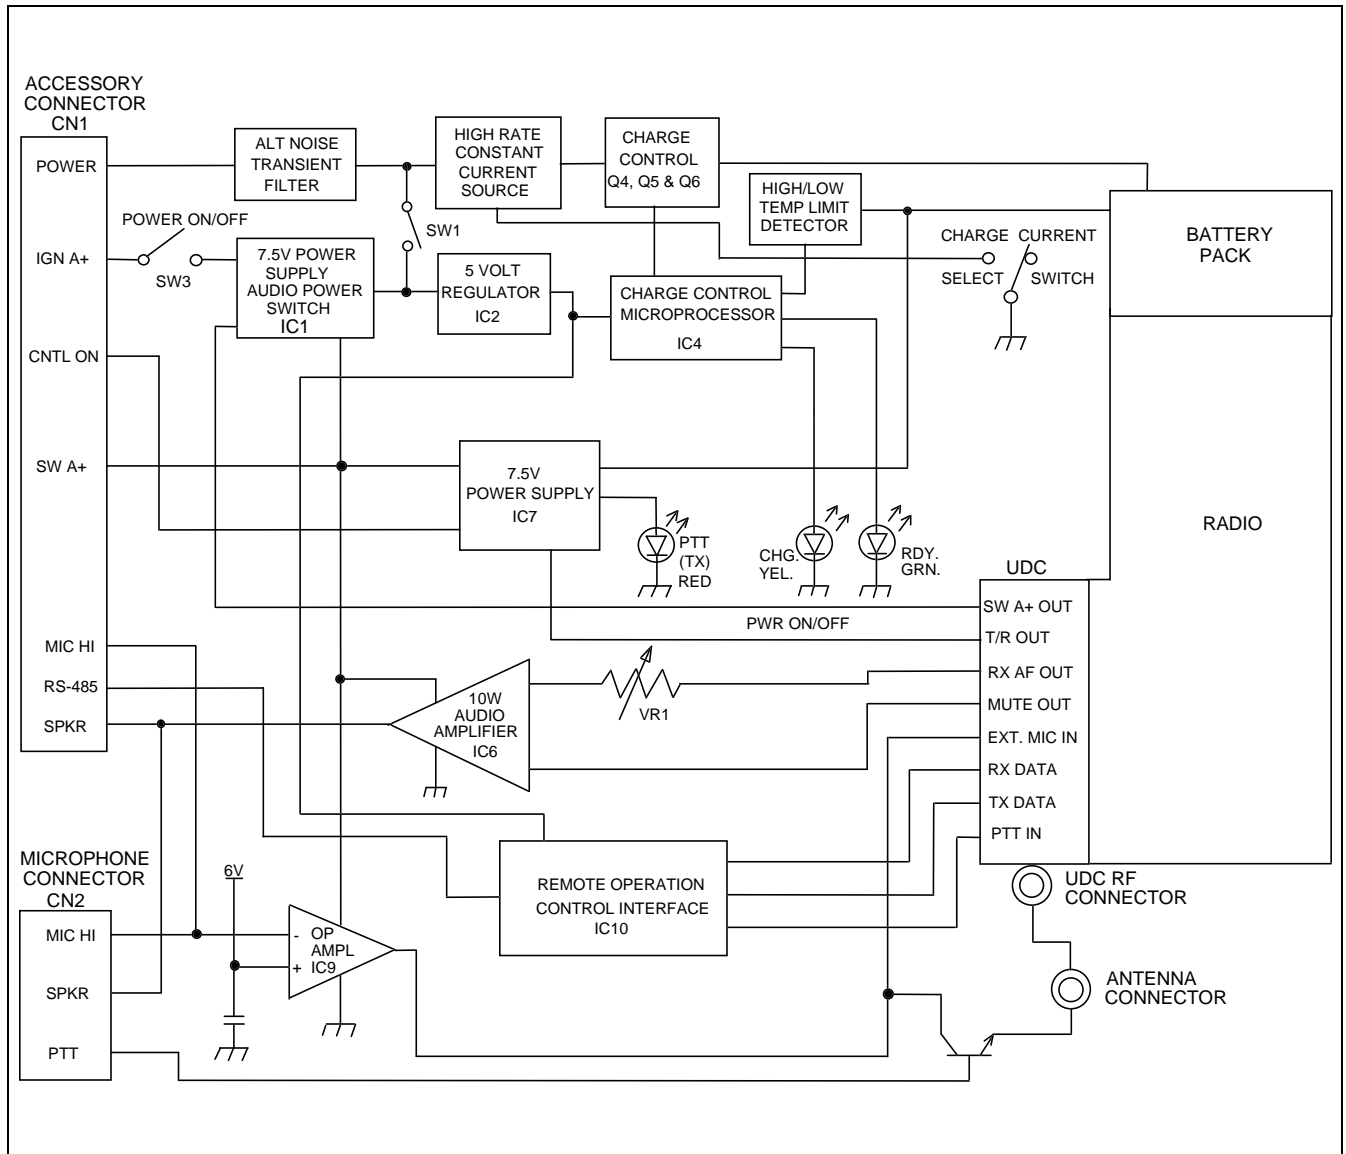 ACCESSORY
CONNECTOR
CN1
POWER
IGN A+
CNTL ON
SW A+
MIC HI
RS-485
SPKR
POWER ON/OFF
SW3
ALT NOISE
TRANSIENT
FILTER
7.5V POWER
SUPPLY
AUDIO POWER
SWITCH
IC1
SW1
HIGH RATE
CONSTANT
CURRENT
SOURCE
5 VOLT
REGULATOR
IC2
CHARGE
CONTROL
Q4, Q5 & Q6
HIGH/LOW
TEMP LIMIT
DETECTOR
CHARGE CONTROL
MICROPROCESSOR
IC4
CHARGE CURRENT
SELECT SWITCH
BATTERY
PACK
RADIO
7.5V
POWER SUPPLY
IC7
PTT
(TX)
RED
CHG.
YEL.
RDY.
GRN.
UDC
SW A+ OUT
T/R OUT
RX AF OUT
MUTE OUT
EXT. MIC IN
RX DATA
TX DATA
PTT IN
PWR ON/OFF
VR1
10W
AUDIO
AMPLIFIER
IC6
REMOTE OPERATION
CONTROL INTERFACE
IC10
UDC RF
CONNECTOR
ANTENNA
CONNECTOR
MICROPHONE
CONNECTOR
CN2
MIC HI
SPKR
PTT
6V
- OP
AMPL
+ IC9